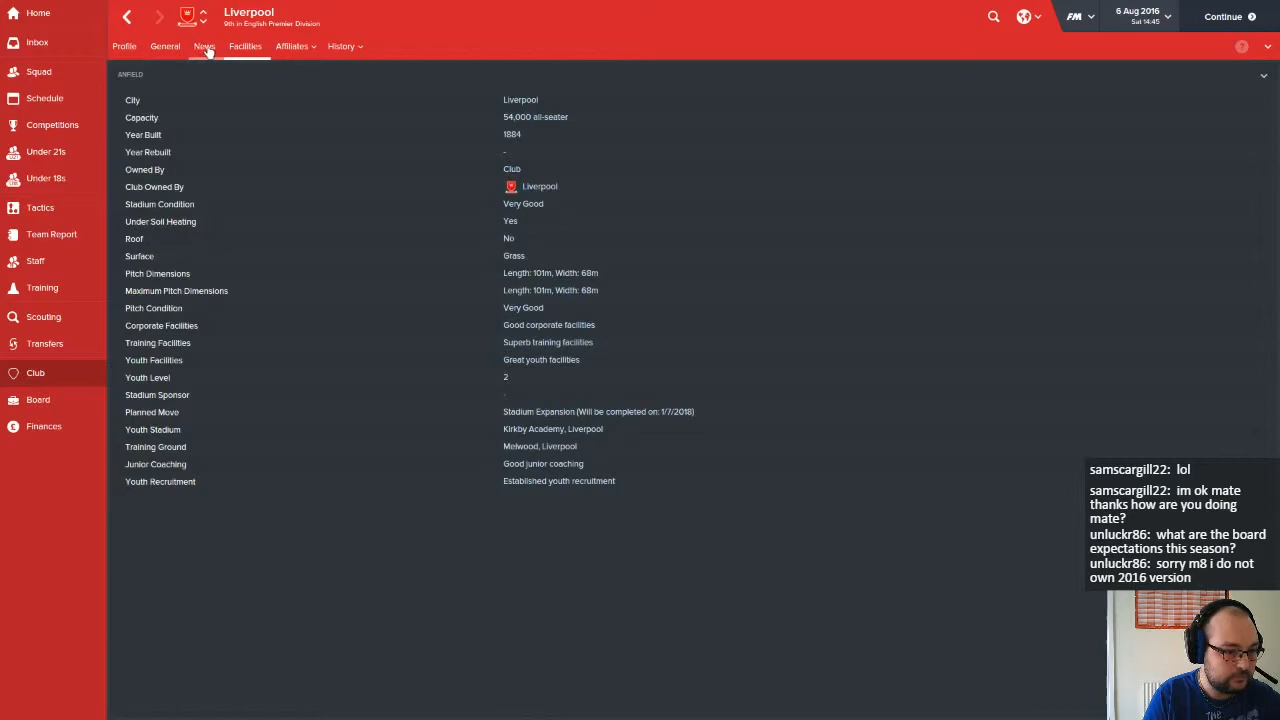 Home
Inbox
Squad
Schedule
Competitions
Under 21s
Under 18s
Tactics
Team Report
Staff
Training
Scouting
Transfers
Club
Board
Finances
Liverpool
9th in English Premier Division
FM
6 Aug 2016
Sat 14:45
Continue
Profile
General
News
Facilities
Affiliates
History
?
ANFIELD
City Liverpool
Capacity 54,000 all-seater
Year Built 1884
Year Rebuilt -
Owned By Club
Club Owned By Liverpool
Stadium Condition Very Good
Under Soil Heating Yes
Roof No
Surface Grass
Pitch Dimensions Length: 101m, Width: 68m
Maximum Pitch Dimensions Length: 101m, Width: 68m
Pitch Condition Very Good
Corporate Facilities Good corporate facilities
Training Facilities Superb training facilities
Youth Facilities Great youth facilities
Youth Level 2
Stadium Sponsor -
Planned Move Stadium Expansion (Will be completed on: 1/7/2018)
Youth Stadium Kirkby Academy, Liverpool
Training Ground Melwood, Liverpool
Junior Coaching Good junior coaching
Youth Recruitment Established youth recruitment
samscargill22: lol
samscargill22: im ok mate
thanks how are you doing
mate?
unluckr86: what are the board
expectations this season?
unluckr86: sorry m8 i do not
own 2016 version